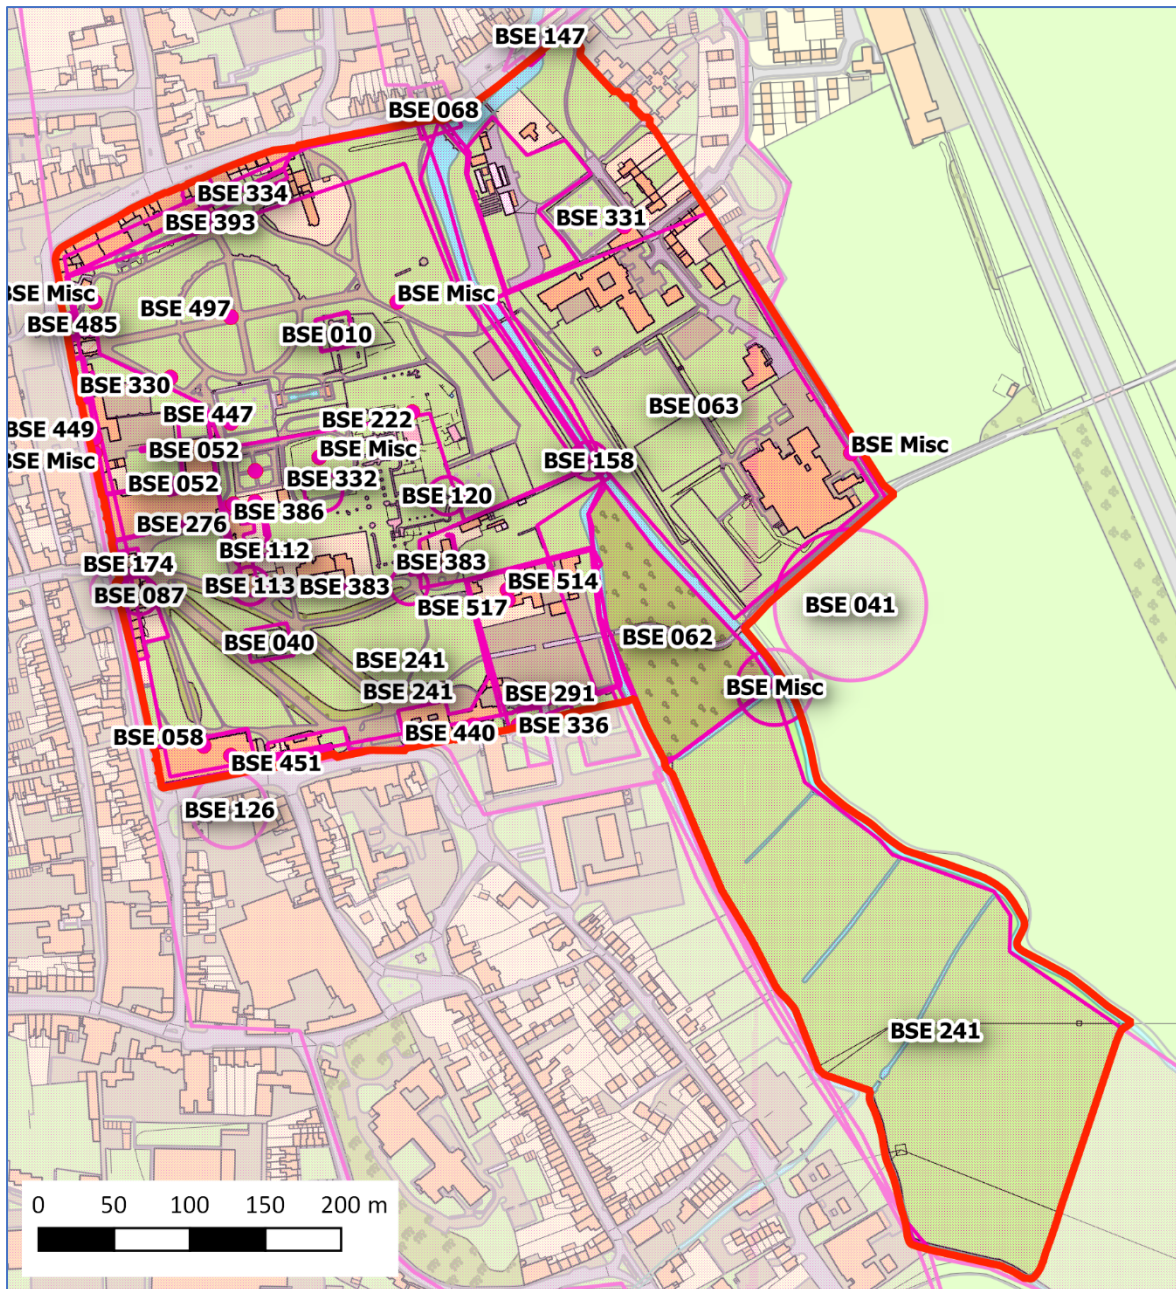 BSE 147
BSE 068
BSE 334
BSE 393
BSE 331
BSE Misc
BSE Misc
BSE 497
BSE 485
BSE 010
BSE 330
BSE 447
BSE 222
BSE 063
BSE 449
BSE 052
BSE Misc
BSE Misc
BSE Misc
BSE 158
BSE 052
BSE 332
BSE 120
BSE 276
BSE 386
BSE 112
BSE 174
BSE 383
BSE 113
BSE 383
BSE 514
BSE 087
BSE 517
BSE 041
BSE 040
BSE 062
BSE 241
BSE 241
BSE Misc
BSE 291
BSE 336
BSE 440
BSE 058
BSE 451
BSE 126
BSE 241
0 50 100 150 200 m